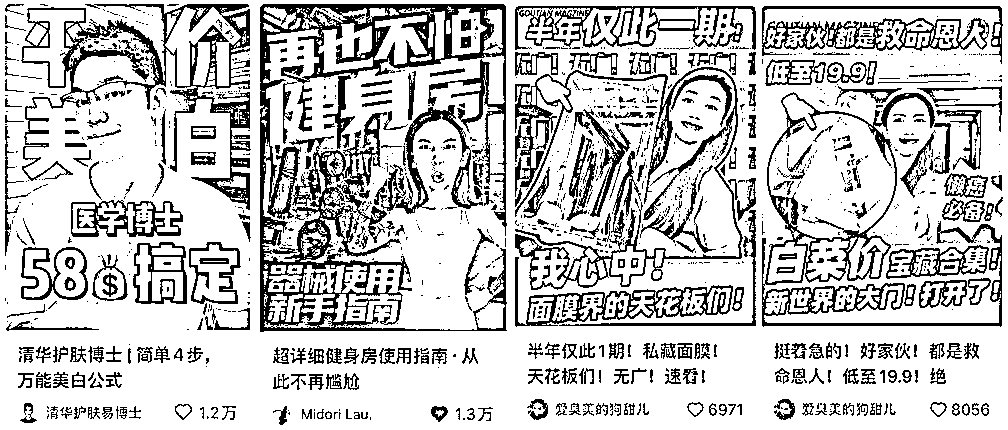 平价
美白
医学博士
58 $ 搞定
清华护肤博士 | 简单4步,
万能美白公式
清华护肤易博士
1.2万
再也不怕
健身房
器械使用
新手指南
超详细健身房使用指南·从
此不再尴尬
Midori Lau,
1.3万
GOUTIAN MAGZINE
半年仅此一期!
我心中!
面膜界的天花板们!
半年仅此1期! 私藏面膜!
天花板们! 无广! 速看!
爱臭美的狗甜儿
6971
GOUTIAN MAGZINE
好家伙!都是救命恩人!
低至19.9!
懒癌
必备!
白菜价宝藏合集!
新世界的大门!打开了!
挺着急的! 好家伙! 都是救
命恩人! 低至19.9! 绝
爱臭美的狗甜儿
8056